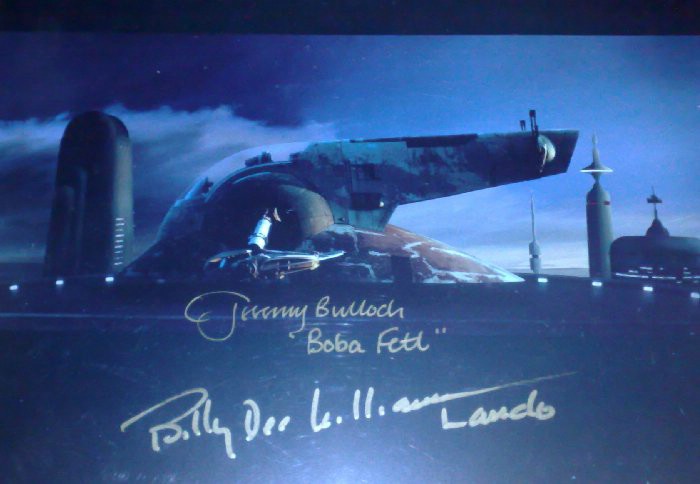 Jeremy Bulloch
"Boba Fett"
Billy Dee Williams Lando